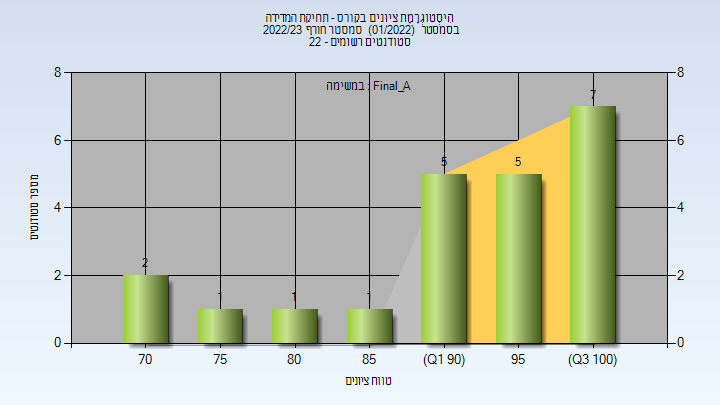 היסטוגרמת ציונים בקורס - תחיקת המדידה
בסמסטר (01/2022) סמסטר חורף 2022/23
סטודנטים רשומים - 22
במשימה : Final_A
מספר סטודנטים
8 8
6 6
4 4
2 2
0 0
2 1 1 1 5 5 7
70 75 80 85 (Q1 90) 95 (Q3 100)
טווח ציונים